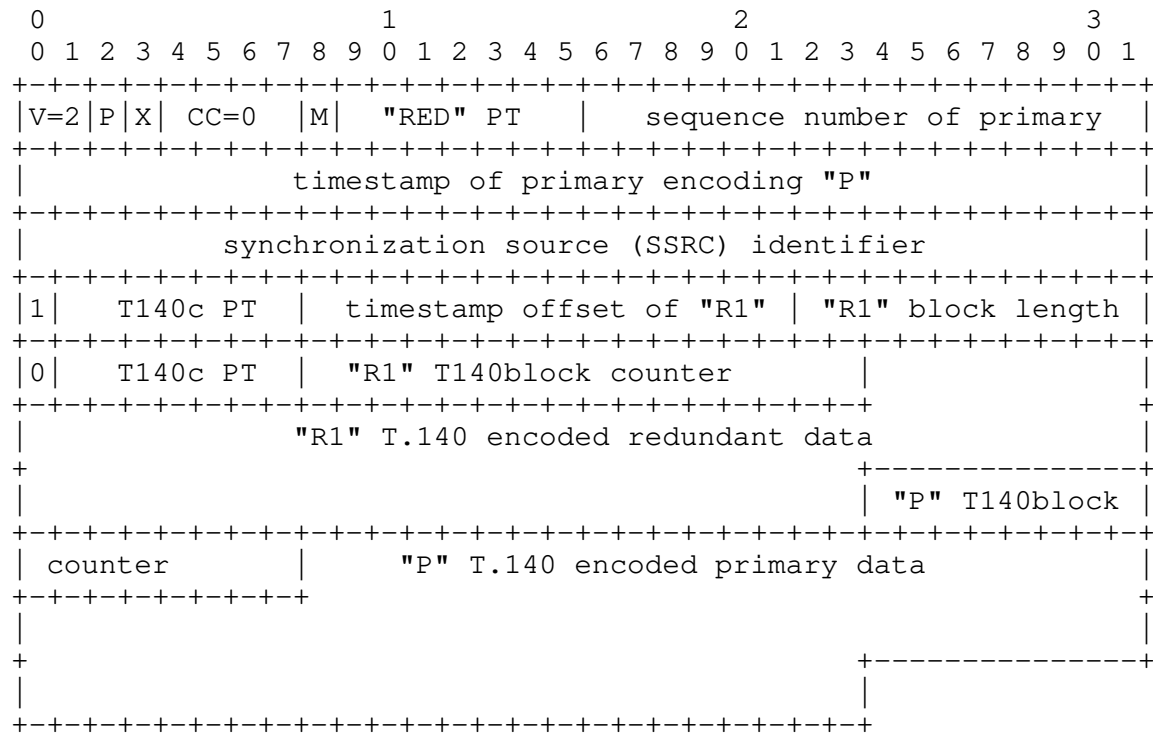 0                   1                   2                   3
 0 1 2 3 4 5 6 7 8 9 0 1 2 3 4 5 6 7 8 9 0 1 2 3 4 5 6 7 8 9 0 1
+-+-+-+-+-+-+-+-+-+-+-+-+-+-+-+-+-+-+-+-+-+-+-+-+-+-+-+-+-+-+-+-+
|V=2|P|X| CC=0  |M|  "RED" PT   |   sequence number of primary  |
+-+-+-+-+-+-+-+-+-+-+-+-+-+-+-+-+-+-+-+-+-+-+-+-+-+-+-+-+-+-+-+-+
|               timestamp of primary encoding "P"               |
+-+-+-+-+-+-+-+-+-+-+-+-+-+-+-+-+-+-+-+-+-+-+-+-+-+-+-+-+-+-+-+-+
|           synchronization source (SSRC) identifier            |
+-+-+-+-+-+-+-+-+-+-+-+-+-+-+-+-+-+-+-+-+-+-+-+-+-+-+-+-+-+-+-+-+
|1|   T140c PT  |  timestamp offset of "R1" | "R1" block length |
+-+-+-+-+-+-+-+-+-+-+-+-+-+-+-+-+-+-+-+-+-+-+-+-+-+-+-+-+-+-+-+-+
|0|   T140c PT  |  "R1" T140block counter       |               |
+-+-+-+-+-+-+-+-+-+-+-+-+-+-+-+-+-+-+-+-+-+-+-+-+               +
|               "R1" T.140 encoded redundant data               |
+                                               +---------------+
|                                               | "P" T140block |
+-+-+-+-+-+-+-+-+-+-+-+-+-+-+-+-+-+-+-+-+-+-+-+-+-+-+-+-+-+-+-+-+
| counter       |     "P" T.140 encoded primary data            |
+-+-+-+-+-+-+-+-+                                               +
|                                                               |
+                                               +---------------+
|                                               |
+-+-+-+-+-+-+-+-+-+-+-+-+-+-+-+-+-+-+-+-+-+-+-+-+